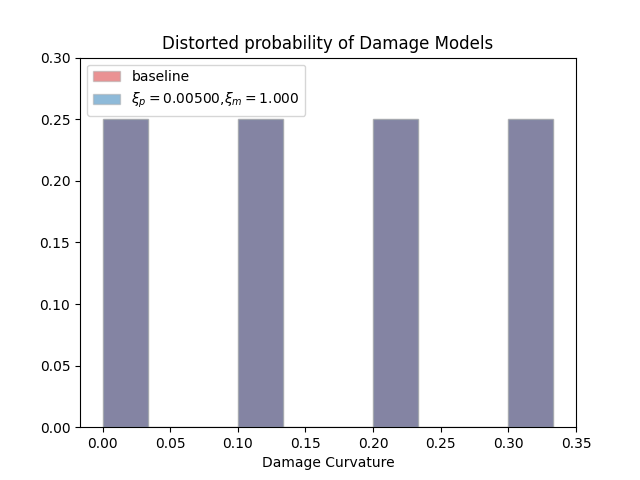 Distorted probability of Damage Models
baseline
ξp = 0.00500,ξm = 1.000
0.30
0.25
0.20
0.15
0.10
0.05
0.00
0.00 0.05 0.10 0.15 0.20 0.25 0.30 0.35
Damage Curvature